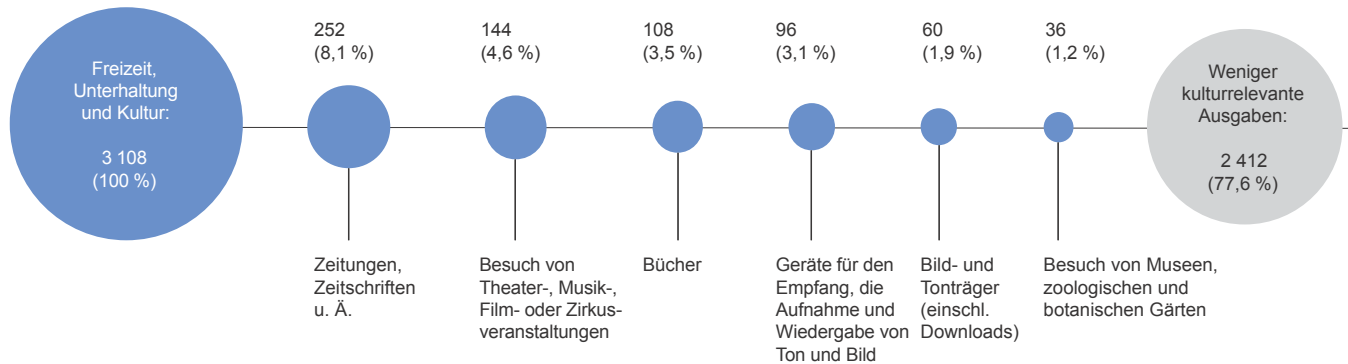 Freizeit,
Unterhaltung
und Kultur:
3 108
(100 %)
252
(8,1 %)
Zeitungen,
Zeitschriften
u. Ä.
144
(4,6 %)
Besuch von
Theater-, Musik-,
Film- oder Zirkus-
veranstaltungen
108
(3,5 %)
Bücher
96
(3,1 %)
Geräte für den
Empfang, die
Aufnahme und
Wiedergabe von
Ton und Bild
60
(1,9 %)
Bild- und
Tonträger
(einschl.
Downloads)
36
(1,2 %)
Besuch von Museen,
zoologischen und
botanischen Gärten
Weniger
kulturrelevante
Ausgaben:
2 412
(77,6 %)